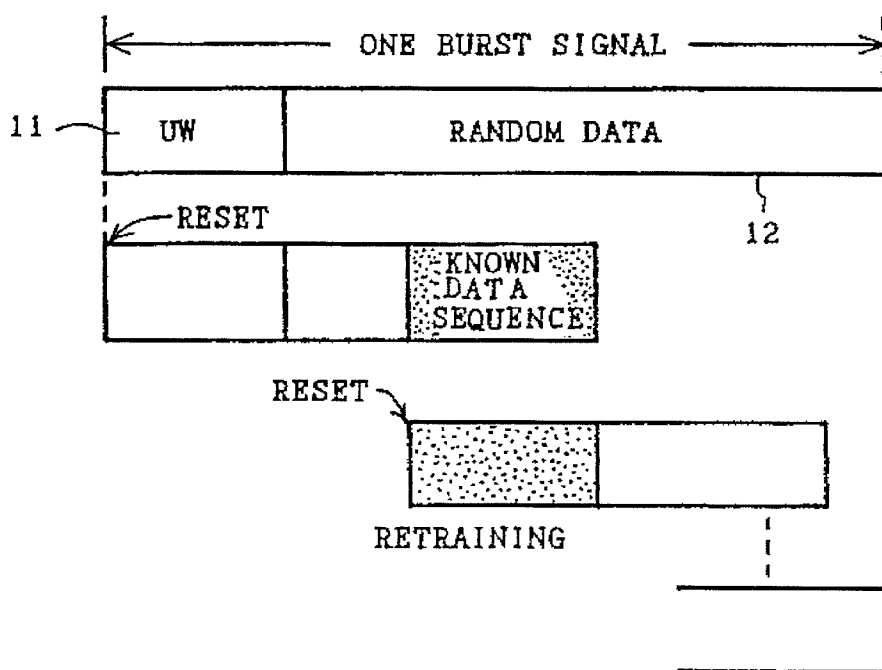 ONE BURST SIGNAL
11
UW
RANDOM DATA
12
RESET
KNOWN
DATA
SEQUENCE
RESET
RETRAINING